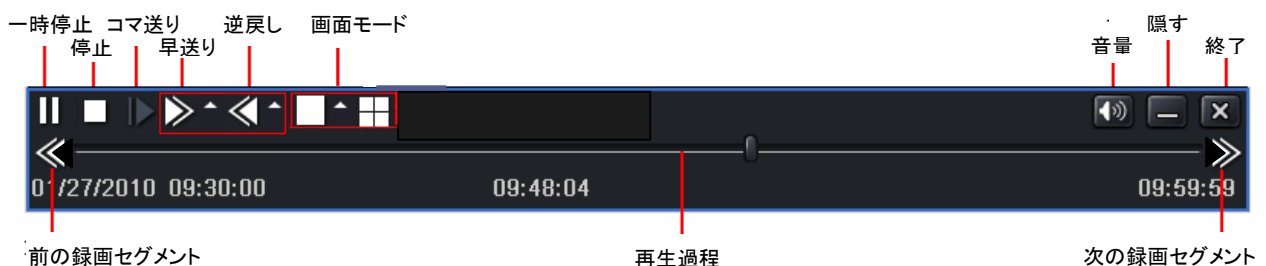 一時停止 コマ送り 逆戻し 画面モード 隠す
停止 早送り 音量 終了
01/27/2010 09:30:00 09:48:04 09:59:59
前の録画セグメント 再生過程 次の録画セグメント